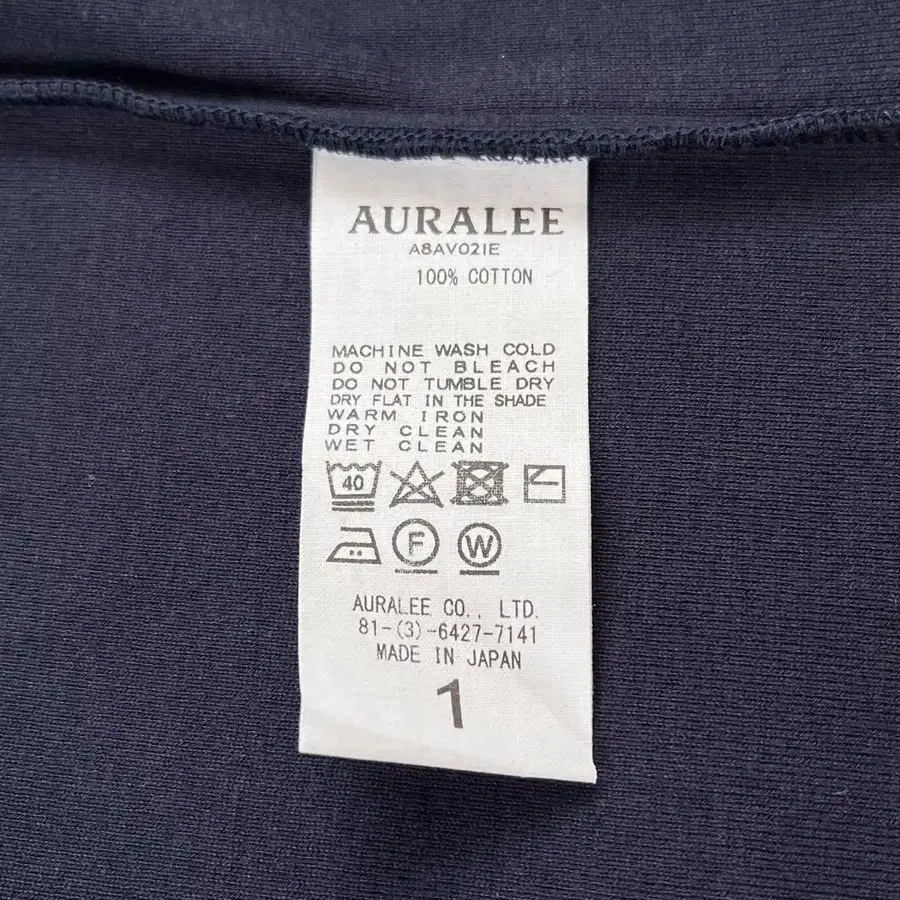 AURALEE
A8AV02IE
100% COTTON
MACHINE WASH COLD
DO NOT BLEACH
DO NOT TUMBLE DRY
DRY FLAT IN THE SHADE
WARM IRON
DRY CLEAN
WET CLEAN
40
F W
AURALEE CO., LTD.
81-(3)-6427-7141
MADE IN JAPAN
1